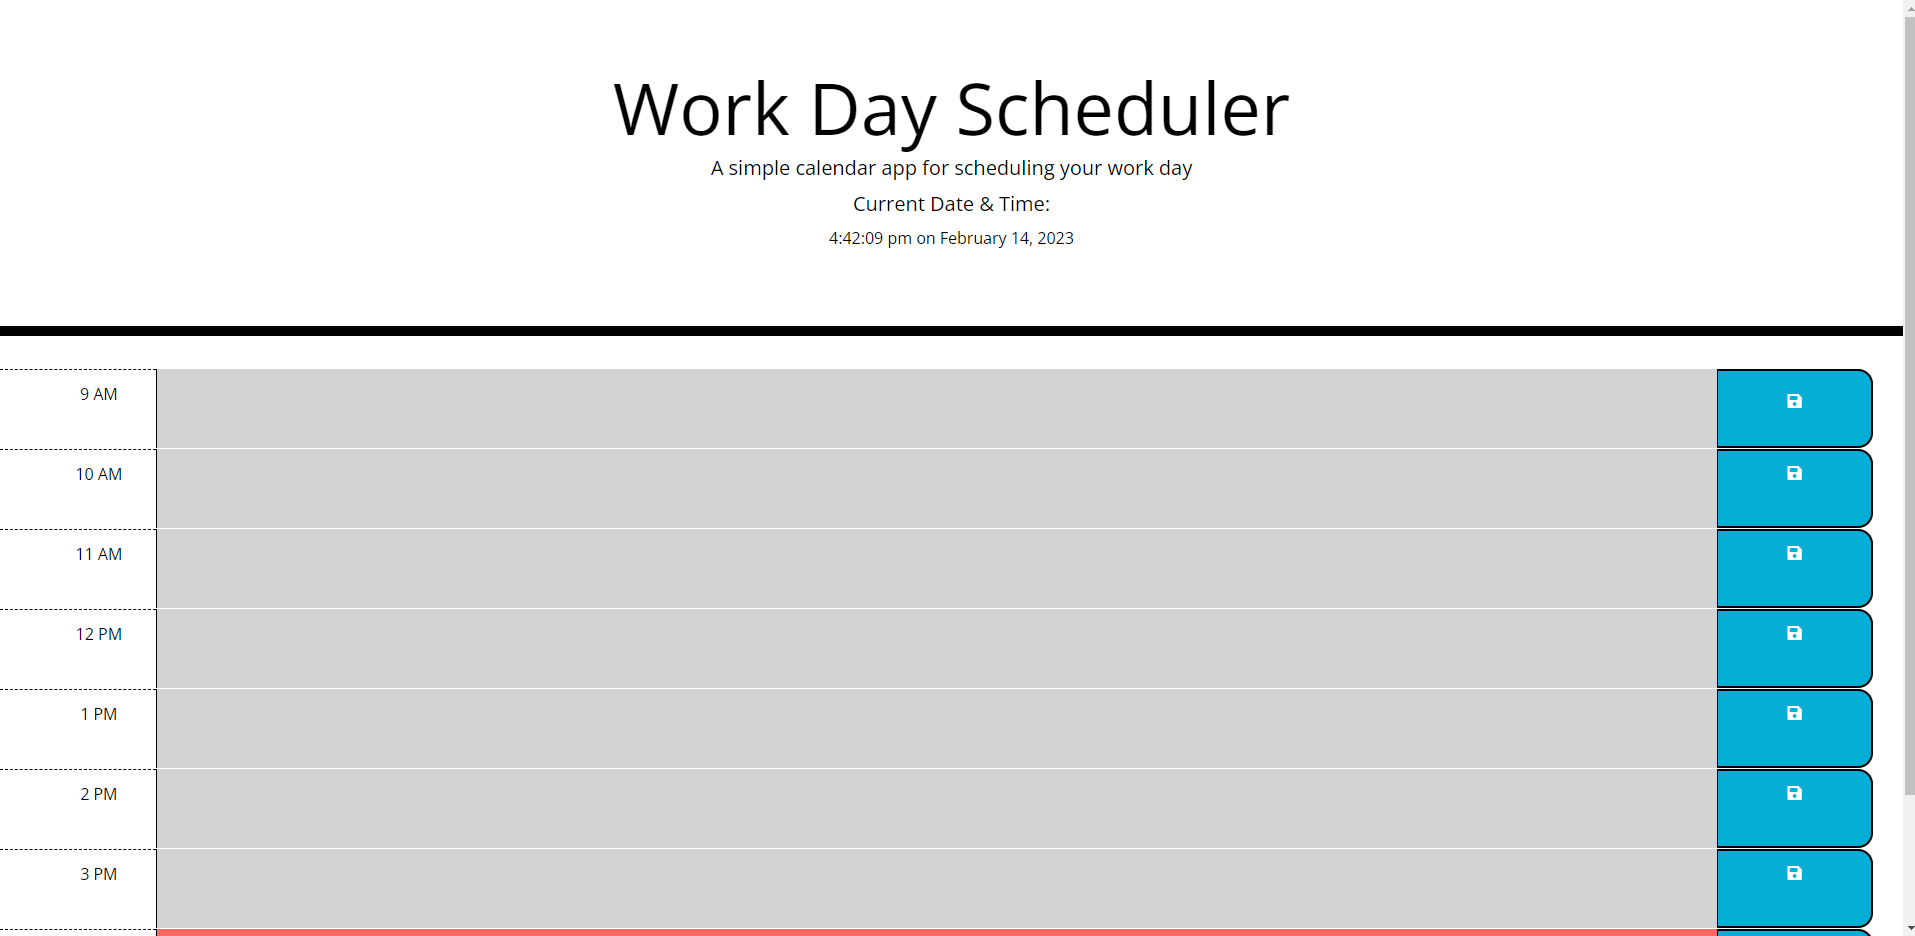 Work Day Scheduler
A simple calendar app for scheduling your work day
Current Date & Time:
4:42:09 pm on February 14, 2023
9 AM
10 AM
11 AM
12 PM
1 PM
2 PM
3 PM